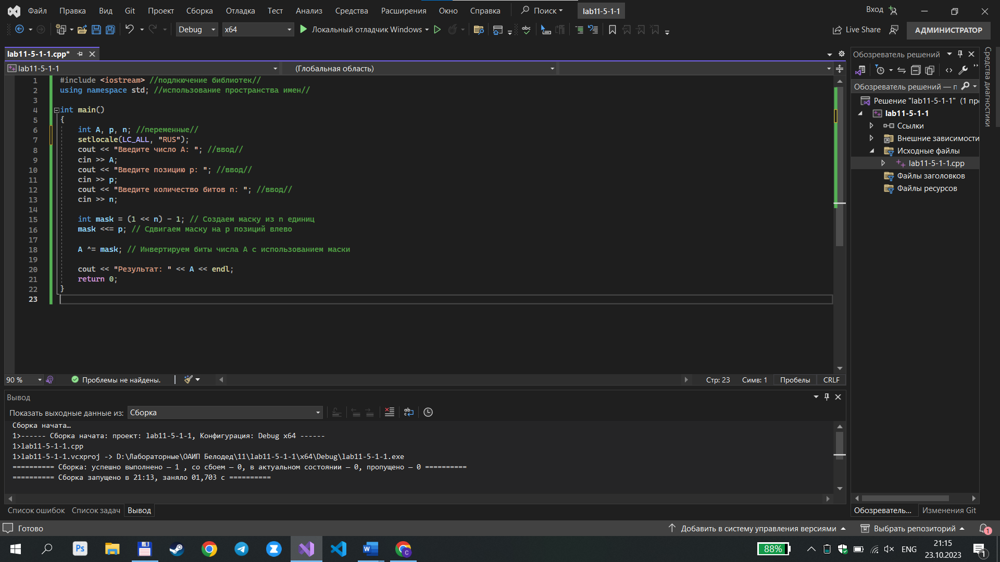 Файл Правка Вид Git Проект Сборка Отладка Тест Анализ Средства Расширения Окно Справка Поиск lab11-5-1-1 Вход
Debug x64 Локальный отладчик Windows Live Share АДМИНИСТРАТОР
lab11-5-1-1.cpp*
lab11-5-1-1 (Глобальная область)
1 #include <iostream> //подлкючение библиотек//
2 using namespace std; //использование пространства имен//
3
4 int main()
5 {
6 int A, p, n; //переменные//
7 setlocale(LC_ALL, "RUS");
8 cout << "Введите число A: "; //ввод//
9 cin >> A;
10 cout << "Введите позицию p: "; //ввод//
11 cin >> p;
12 cout << "Введите количество битов n: "; //ввод//
13 cin >> n;
14
15 int mask = (1 << n) - 1; // Создаем маску из n единиц
16 mask <<= p; // Сдвигаем маску на p позиций влево
17
18 A ^= mask; // Инвертируем биты числа A с использованием маски
19
20 cout << "Результат: " << A << endl;
21 return 0;
22 }
23
90 % Проблемы не найдены. Стр: 23 Симв: 1 Пробелы CRLF
Вывод
Показать выходные данные из: Сборка
Сборка начата…
1>------ Сборка начата: проект: lab11-5-1-1, Конфигурация: Debug x64 ------
1>lab11-5-1-1.cpp
1>lab11-5-1-1.vcxproj -> D:\Лабораторные\ОАИП Белодед\11\lab11-5-1-1\x64\Debug\lab11-5-1-1.exe
========== Сборка: успешно выполнено — 1 , со сбоем — 0, в актуальном состоянии — 0, пропущено — 0 ==========
========== Сборка запущено в 21:13, заняло 01,703 с ==========
Список ошибок Список задач Вывод
Обозреватель решений
Обозреватель решений — п
Решение "lab11-5-1-1" (1 пр
lab11-5-1-1
Ссылки
Внешние зависимости
Исходные файлы
lab11-5-1-1.cpp
Файлы заголовков
Файлы ресурсов
Обозреватель... Изменения Git
Средства диагностики
Готово Добавить в систему управления версиями Выбрать репозиторий 1
Ps W C 88% ENG 21:15
23.10.2023 1